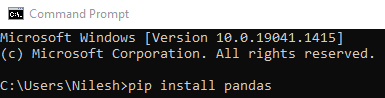 Command Prompt
Microsoft Windows [Version 10.0.19041.1415]
(c) Microsoft Corporation. All rights reserved.
C:\Users\Nilesh>pip install pandas